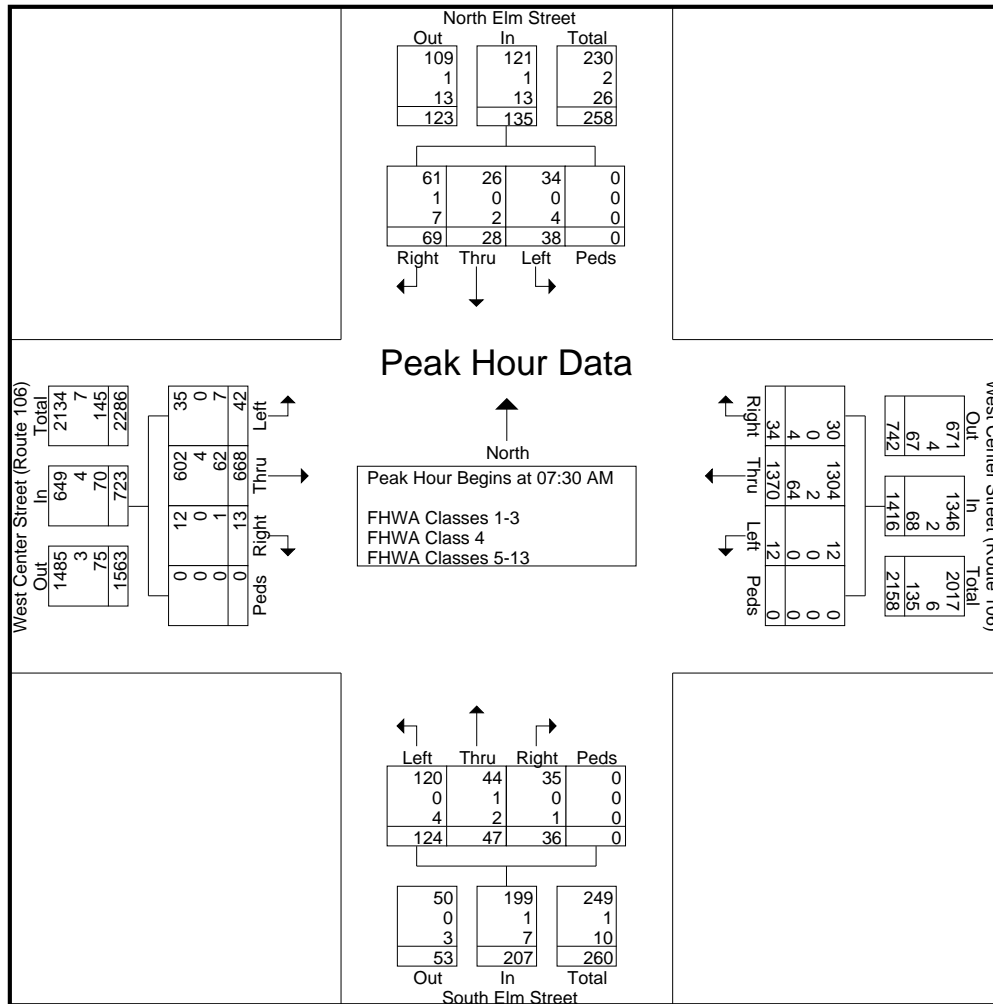 North Elm Street
Out In Total
109 121 230
1 1 2
13 13 26
123 135 258
61 26 34 0
1 0 0 0
7 2 4 0
69 28 38 0
Right Thru Left Peds
Peak Hour Data
North
Peak Hour Begins at 07:30 AM
FHWA Classes 1-3
FHWA Class 4
FHWA Classes 5-13
West Center Street (Route 106)
Out In Total
1485 649 2134
3 4 7
75 70 145
1563 723 2286
Left Thru Right Peds
35 602 12 0
0 4 0 0
7 62 1 0
42 668 13 0
West Center Street (Route 106)
Out In Total
671 1346 2017
4 2 6
67 68 135
742 1416 2158
30 1304 12 0
0 2 0 0
4 64 0 0
34 1370 12 0
Right Thru Left Peds
Left Thru Right Peds
120 44 35 0
0 1 0 0
4 2 1 0
124 47 36 0
50 199 249
0 1 1
3 7 10
53 207 260
Out In Total
South Elm Street